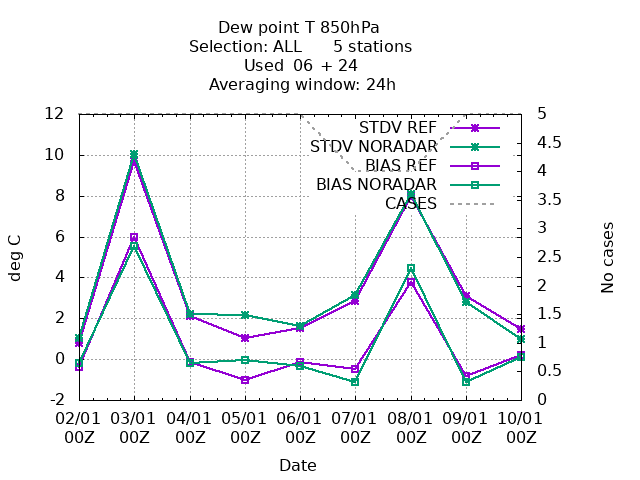 Dew point T 850hPa
Selection: ALL 5 stations
Used 06 + 24
Averaging window: 24h
deg C
12
10
8
6
4
2
0
-2
STDV REF
STDV NORADAR
BIAS REF
BIAS NORADAR
CASES
5
4.5
4
3.5
3
2.5
2
1.5
1
0.5
0
No cases
02/01 03/01 04/01 05/01 06/01 07/01 08/01 09/01 10/01
00Z 00Z 00Z 00Z 00Z 00Z 00Z 00Z 00Z
Date